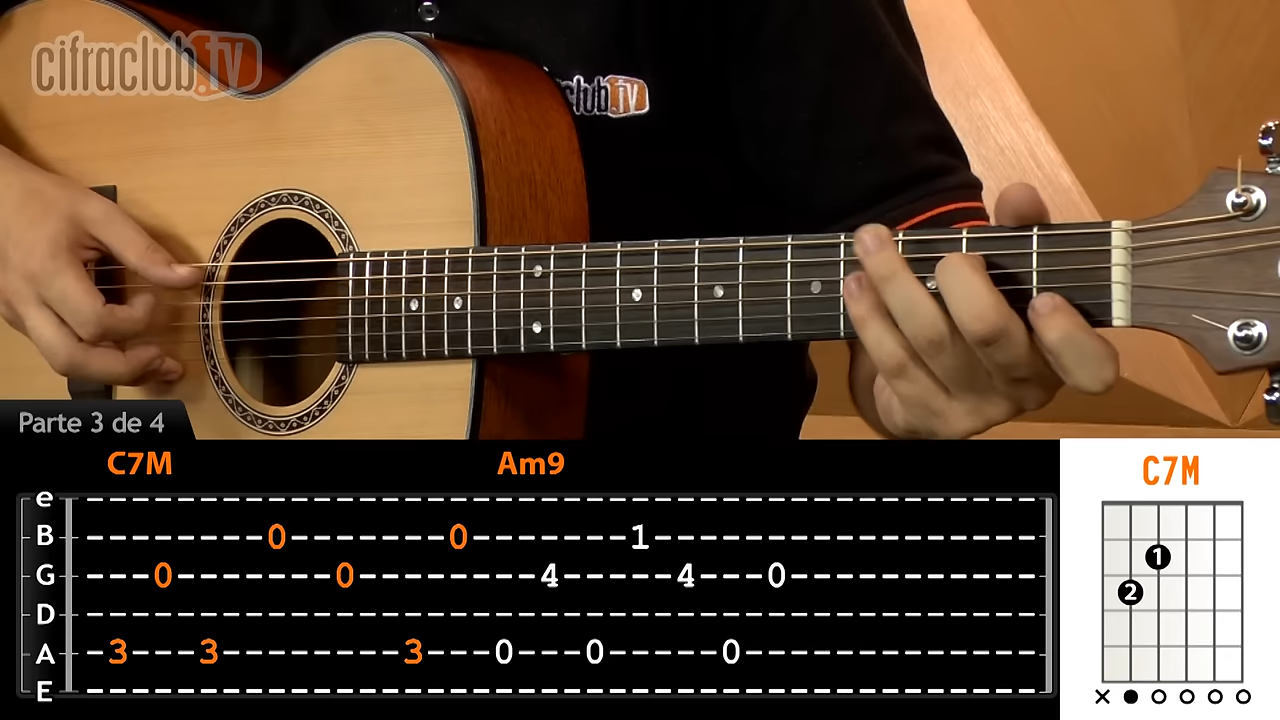 cifraclub.tv
club.tv
Parte 3 de 4
C7M Am9
C7M
e
B 0 0 1
G 0 0 4 4 0
D
A 3 3 3 0 0 0
E
1
2
X